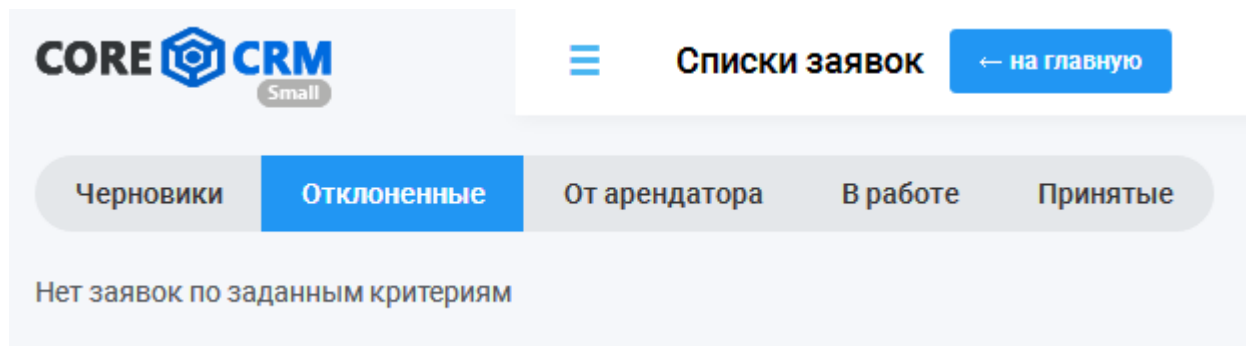 CORE CRM
Small
Списки заявок
← на главную
Черновики
Отклоненные
От арендатора
В работе
Принятые
Нет заявок по заданным критериям